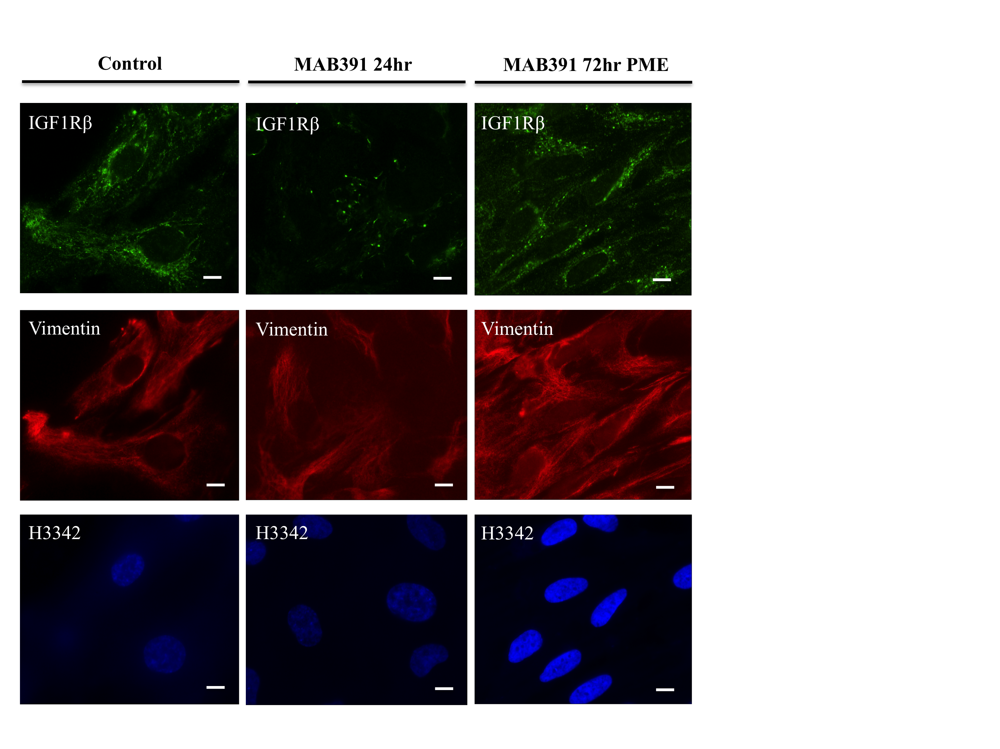 Control
MAB391 24hr
MAB391 72hr PME
IGF1Rβ
IGF1Rβ
IGF1Rβ
Vimentin
Vimentin
Vimentin
H3342
H3342
H3342